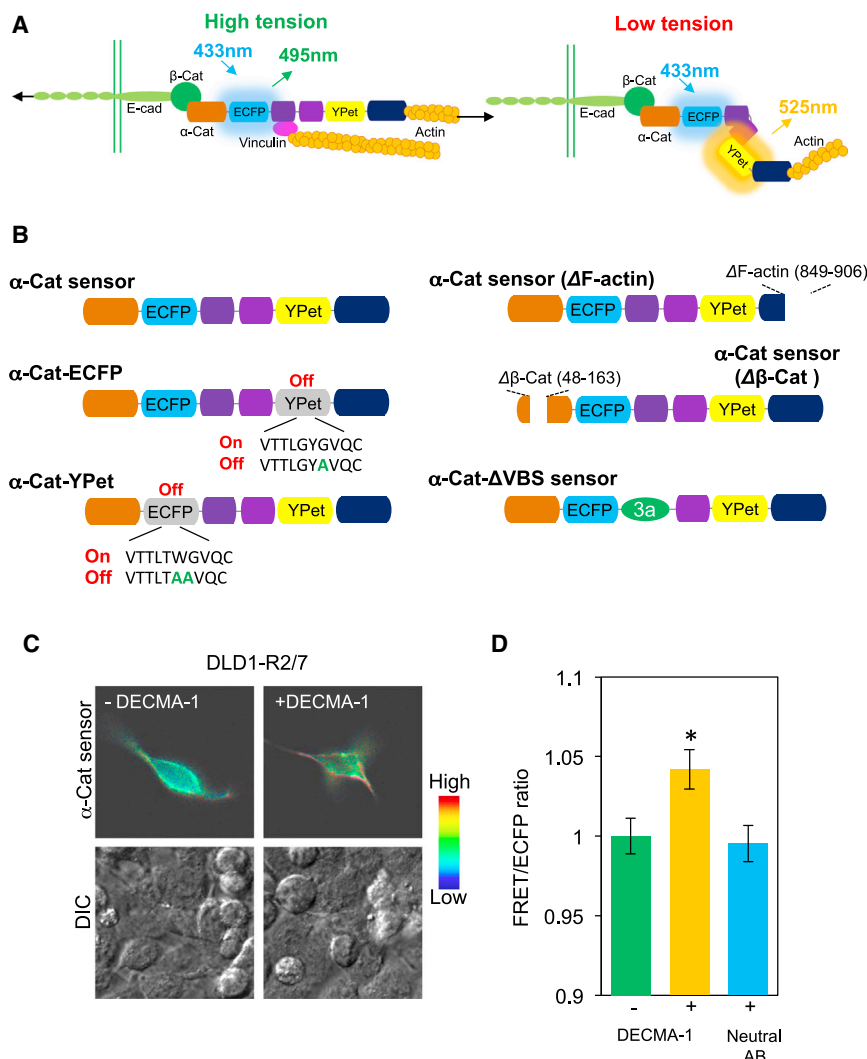 A
High tension
433nm
495nm
β-Cat
E-cad
α-Cat
ECFP
YPet
Vinculin
Actin
Low tension
433nm
525nm
β-Cat
E-cad
α-Cat
ECFP
YPet
Actin
B
α-Cat sensor
ECFP
YPet
α-Cat-ECFP
Off
ECFP
YPet
On VTTLGYGVQC
Off VTTLGYAVQC
α-Cat-YPet
Off
ECFP
YPet
On VTTLTWGVQC
Off VTTLTAAVQC
α-Cat sensor (ΔF-actin)
ΔF-actin (849-906)
ECFP
YPet
α-Cat sensor
(Δβ-Cat )
Δβ-Cat (48-163)
ECFP
YPet
α-Cat-ΔVBS sensor
ECFP
3a
YPet
C
DLD1-R2/7
α-Cat sensor
- DECMA-1
+DECMA-1
High
Low
DIC
D
FRET/ECFP ratio
1.1
1.05
1
0.95
0.9
*
- + +
DECMA-1
Neutral
AB